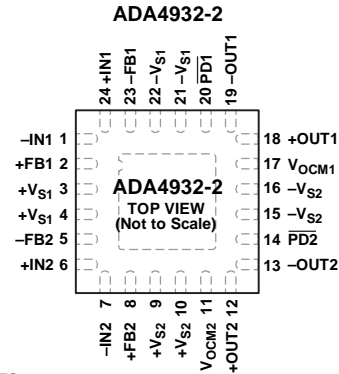 ADA4932-2
24 +IN1
23 –FB1
22 –VS1
21 –VS1
20 PD1
19 –OUT1
–IN1 1
+FB1 2
+VS1 3
+VS1 4
–FB2 5
+IN2 6
ADA4932-2
TOP VIEW
(Not to Scale)
18 +OUT1
17 VOCM1
16 –VS2
15 –VS2
14 PD2
13 –OUT2
–IN2 7
+FB2 8
+VS2 9
+VS2 10
VOCM2 11
+OUT2 12